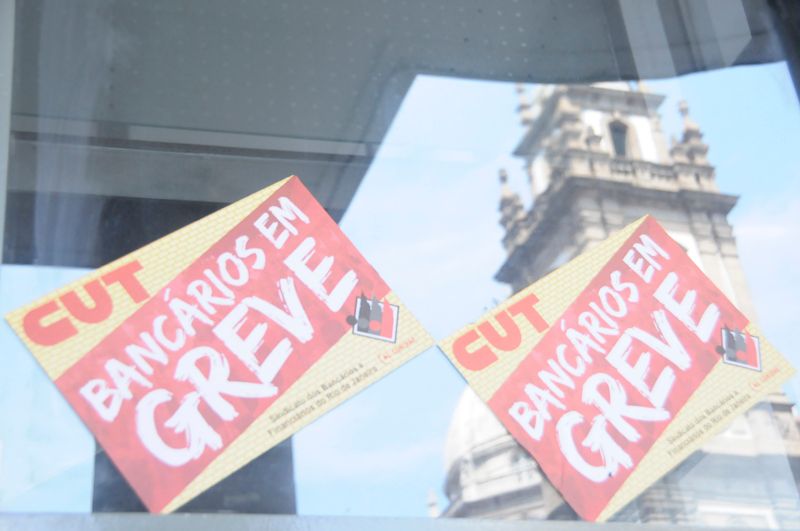 CUT
BANCÁRIOS EM
GREVE
Sindicato dos Bancários e
Financiários do Rio de Janeiro
CUT
BANCÁRIOS EM
GREVE
Sindicato dos Bancários e
Financiários do Rio de Janeiro